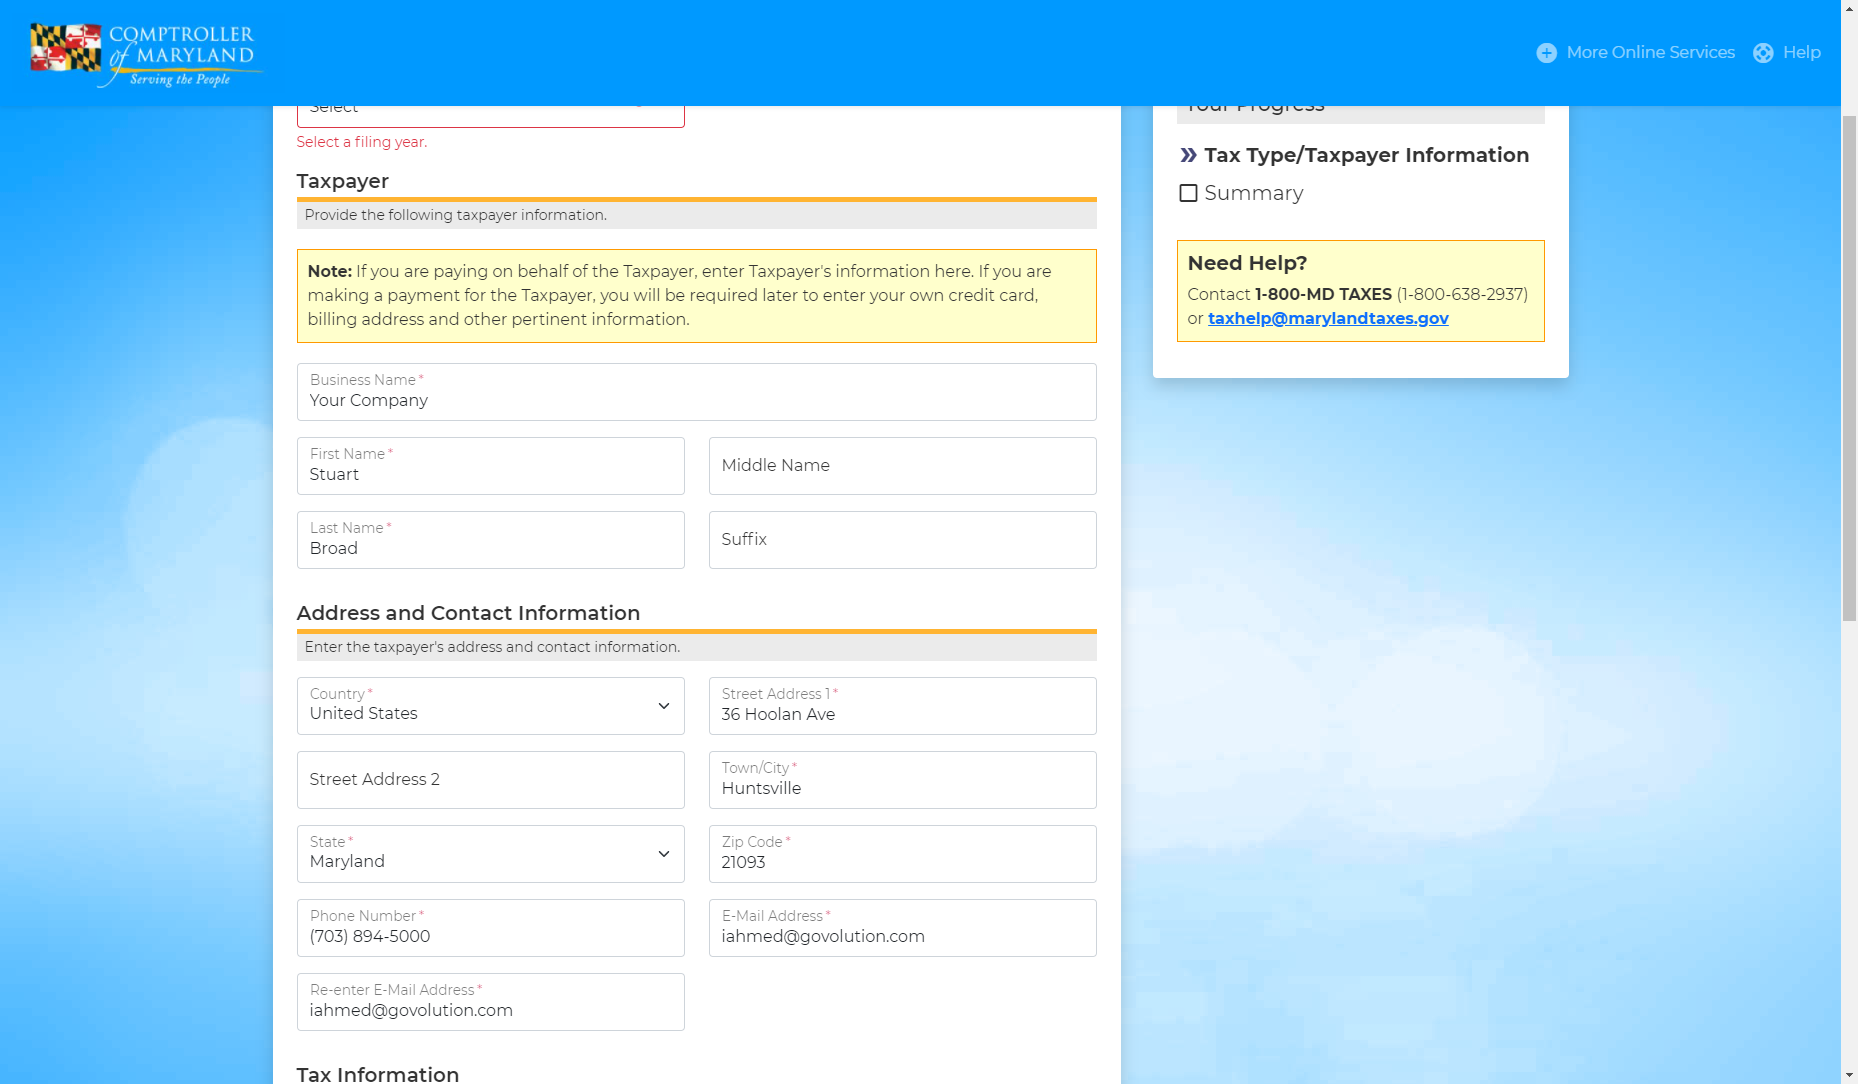 COMPTROLLER
of MARYLAND
Serving the People
More Online Services
Help
Select
Select a filing year.
Taxpayer
Provide the following taxpayer information.
Note: If you are paying on behalf of the Taxpayer, enter Taxpayer's information here. If you are
making a payment for the Taxpayer, you will be required later to enter your own credit card,
billing address and other pertinent information.
Business Name *
Your Company
First Name *
Stuart
Middle Name
Last Name *
Broad
Suffix
Address and Contact Information
Enter the taxpayer's address and contact information.
Country *
United States
Street Address 1 *
36 Hoolan Ave
Street Address 2
Town/City *
Huntsville
State *
Maryland
Zip Code *
21093
Phone Number *
(703) 894-5000
E-Mail Address *
iahmed@govolution.com
Re-enter E-Mail Address *
iahmed@govolution.com
Tax Information
Your Progress
Tax Type/Taxpayer Information
Summary
Need Help?
Contact 1-800-MD TAXES (1-800-638-2937)
or taxhelp@marylandtaxes.gov